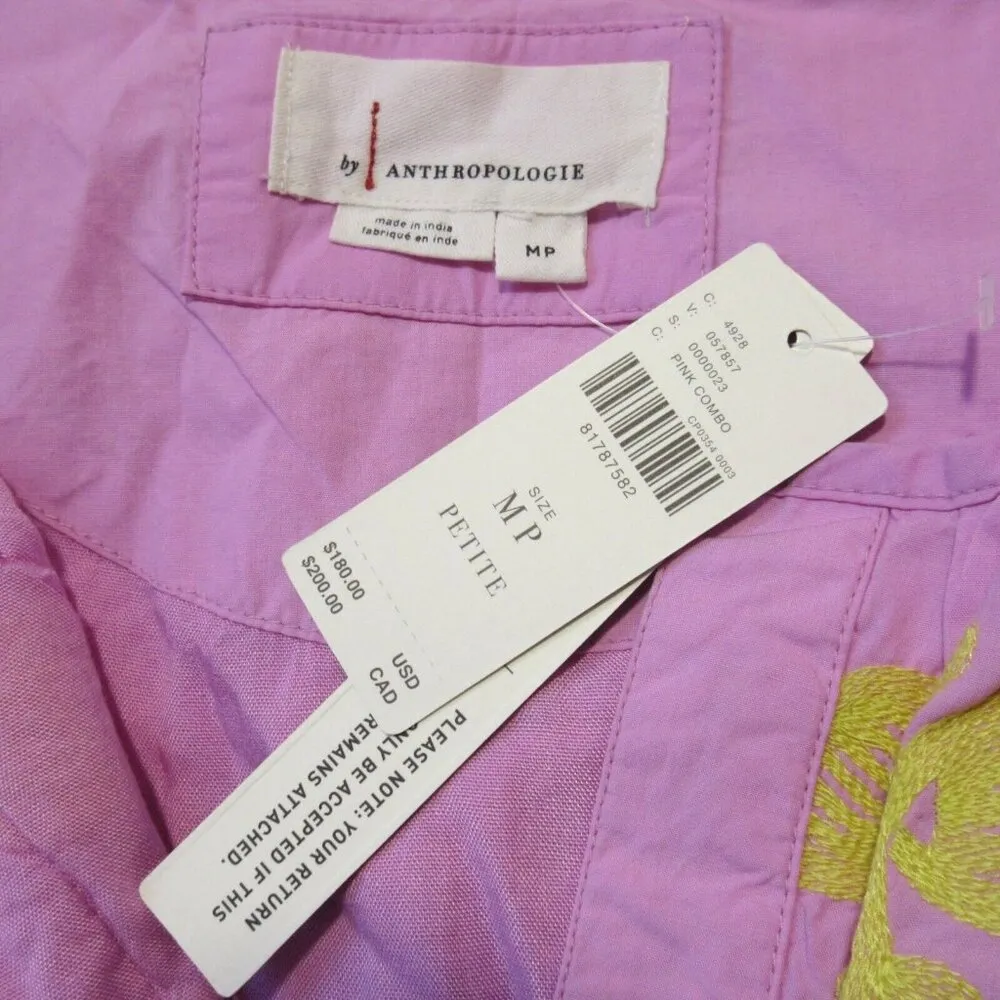 by ANTHROPOLOGIE
made in india
fabriqué en inde
MP
C: 4928
V: 057857
S: 0000023
C: PINK COMBO
CP0354 0003
81787582
SIZE
MP
PETITE
$180.00 USD
$200.00 CAD
PLEASE NOTE: YOUR RETURN
ONLY BE ACCEPTED IF THIS
REMAINS ATTACHED.